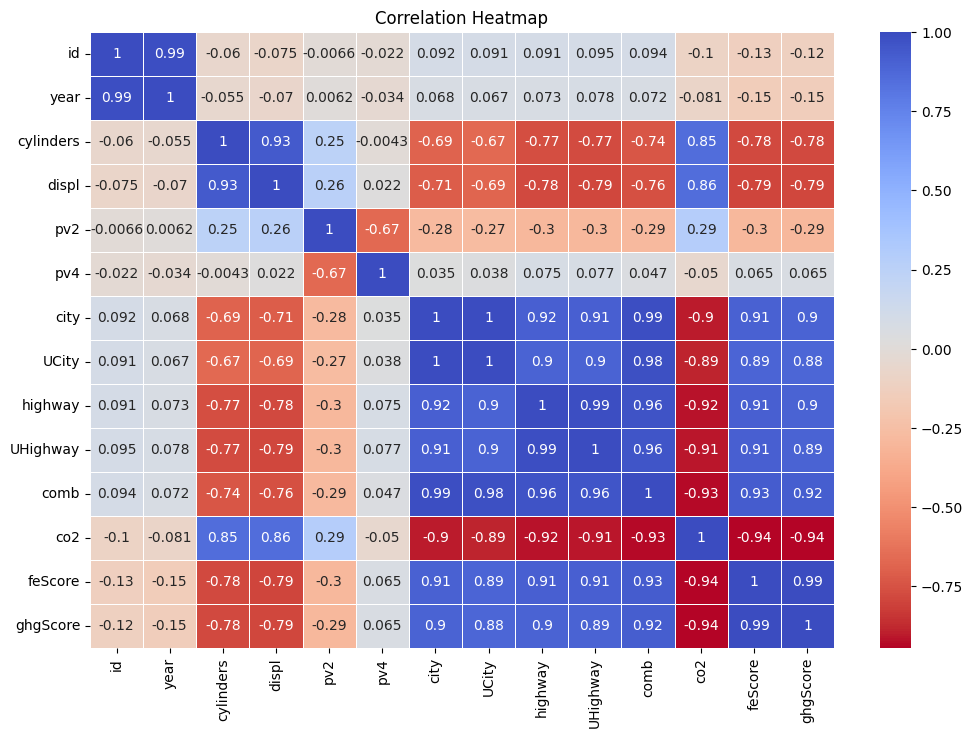 Correlation Heatmap
id 1 0.99 -0.06 -0.075 -0.0066 -0.022 0.092 0.091 0.091 0.095 0.094 -0.1 -0.13 -0.12
year 0.99 1 -0.055 -0.07 0.0062 -0.034 0.068 0.067 0.073 0.078 0.072 -0.081 -0.15 -0.15
cylinders -0.06 -0.055 1 0.93 0.25 -0.0043 -0.69 -0.67 -0.77 -0.77 -0.74 0.85 -0.78 -0.78
displ -0.075 -0.07 0.93 1 0.26 0.022 -0.71 -0.69 -0.78 -0.79 -0.76 0.86 -0.79 -0.79
pv2 -0.0066 0.0062 0.25 0.26 1 -0.67 -0.28 -0.27 -0.3 -0.3 -0.29 0.29 -0.3 -0.29
pv4 -0.022 -0.034 -0.0043 0.022 -0.67 1 0.035 0.038 0.075 0.077 0.047 -0.05 0.065 0.065
city 0.092 0.068 -0.69 -0.71 -0.28 0.035 1 1 0.92 0.91 0.99 -0.9 0.91 0.9
UCity 0.091 0.067 -0.67 -0.69 -0.27 0.038 1 1 0.9 0.9 0.98 -0.89 0.89 0.88
highway 0.091 0.073 -0.77 -0.78 -0.3 0.075 0.92 0.9 1 0.99 0.96 -0.92 0.91 0.9
UHighway 0.095 0.078 -0.77 -0.79 -0.3 0.077 0.91 0.9 0.99 1 0.96 -0.91 0.91 0.89
comb 0.094 0.072 -0.74 -0.76 -0.29 0.047 0.99 0.98 0.96 0.96 1 -0.93 0.93 0.92
co2 -0.1 -0.081 0.85 0.86 0.29 -0.05 -0.9 -0.89 -0.92 -0.91 -0.93 1 -0.94 -0.94
feScore -0.13 -0.15 -0.78 -0.79 -0.3 0.065 0.91 0.89 0.91 0.91 0.93 -0.94 1 0.99
ghgScore -0.12 -0.15 -0.78 -0.79 -0.29 0.065 0.9 0.88 0.9 0.89 0.92 -0.94 0.99 1
id year cylinders displ pv2 pv4 city UCity highway UHighway comb co2 feScore ghgScore
1.00
0.75
0.50
0.25
0.00
−0.25
−0.50
−0.75